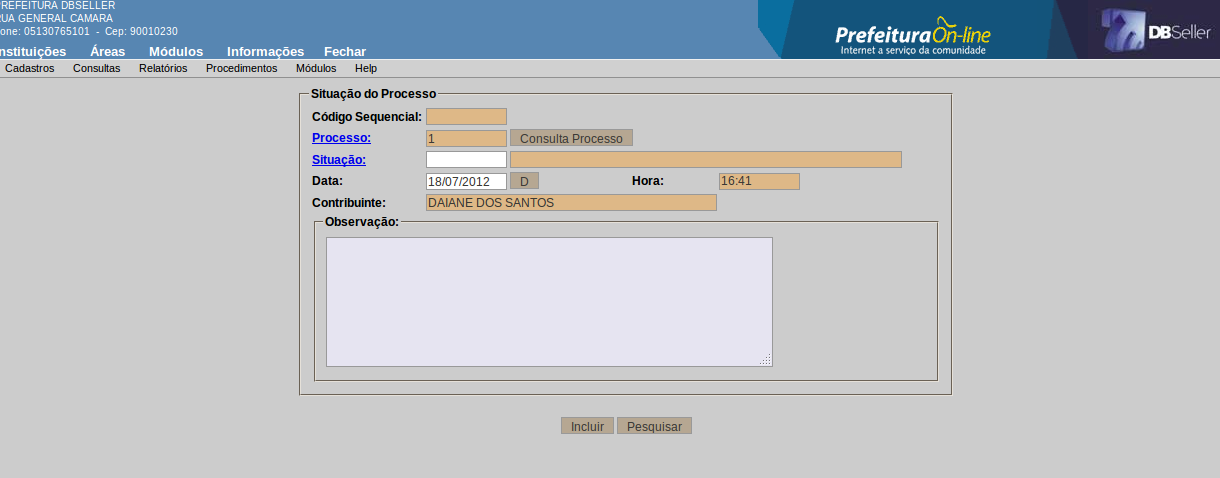 PREFEITURA DBSELLER
RUA GENERAL CAMARA
one: 05130765101 - Cep: 90010230
nstituições Áreas Módulos Informações Fechar
Prefeitura On-line
Internet a serviço da comunidade
DBSeller
Cadastros Consultas Relatórios Procedimentos Módulos Help
Situação do Processo
Código Sequencial:
Processo: 1 Consulta Processo
Situação:
Data: 18/07/2012 D Hora: 16:41
Contribuinte: DAIANE DOS SANTOS
Observação:
Incluir Pesquisar